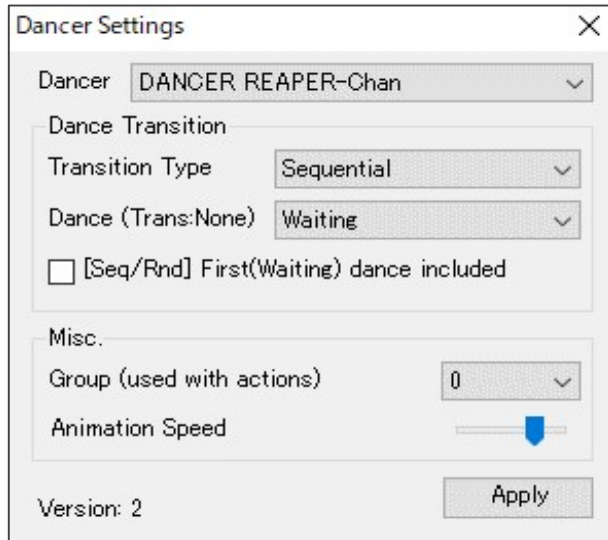 Dancer Settings
Dancer DANCER REAPER-Chan
Dance Transition
Transition Type Sequential
Dance (Trans:None) Waiting
[Seq/Rnd] First(Waiting) dance included
Misc.
Group (used with actions) 0
Animation Speed
Version: 2 Apply